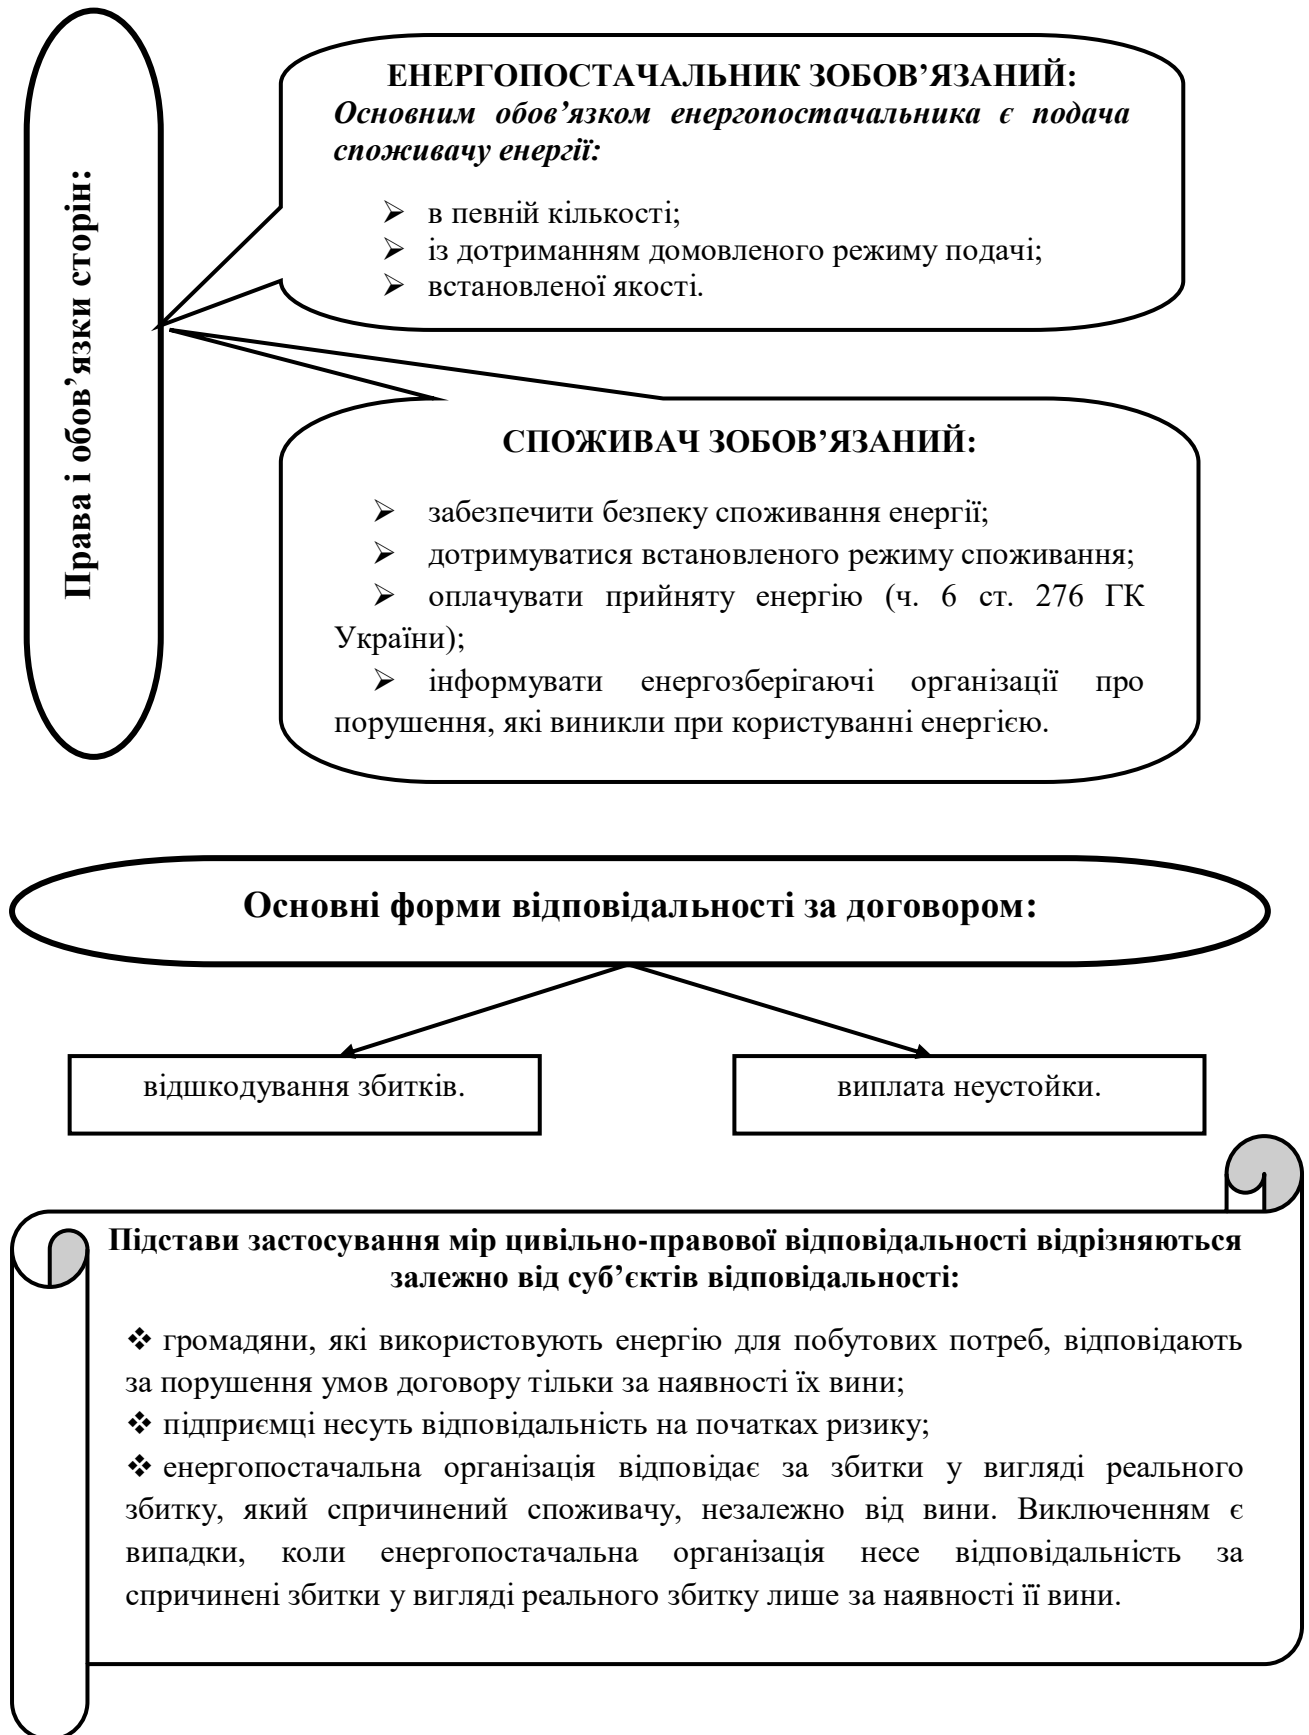 Права і обов’язки сторін:
ЕНЕРГОПОСТАЧАЛЬНИК ЗОБОВ’ЯЗАНИЙ:
Основним обов’язком енергопостачальника є подача
споживачу енергії:
➢ в певній кількості;
➢ із дотриманням домовленого режиму подачі;
➢ встановленої якості.
СПОЖИВАЧ ЗОБОВ’ЯЗАНИЙ:
➢ забезпечити безпеку споживання енергії;
➢ дотримуватися встановленого режиму споживання;
➢ оплачувати прийняту енергію (ч. 6 ст. 276 ГК
України);
➢ інформувати енергозберігаючі організації про
порушення, які виникли при користуванні енергією.
Основні форми відповідальності за договором:
відшкодування збитків.
виплата неустойки.
Підстави застосування мір цивільно-правової відповідальності відрізняються
залежно від суб’єктів відповідальності:
❖ громадяни, які використовують енергію для побутових потреб, відповідають
за порушення умов договору тільки за наявності їх вини;
❖ підприємці несуть відповідальність на початках ризику;
❖ енергопостачальна організація відповідає за збитки у вигляді реального
збитку, який спричинений споживачу, незалежно від вини. Виключенням є
випадки, коли енергопостачальна організація несе відповідальність за
спричинені збитки у вигляді реального збитку лише за наявності її вини.